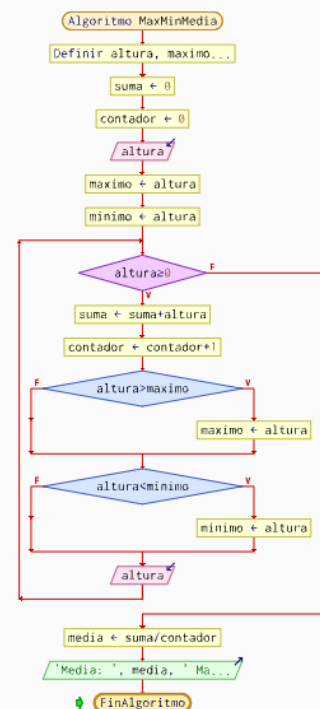 Algoritmo MaxMinMedia
Definir altura, maximo...
suma ← 0
contador ← 0
altura
maximo ← altura
minimo ← altura
altura≥0
F
V
suma ← suma+altura
contador ← contador+1
F
altura>maximo
V
maximo ← altura
F
altura<minimo
V
minimo ← altura
altura
media ← suma/contador
'Media: ', media, ' Ma...
FinAlgoritmo